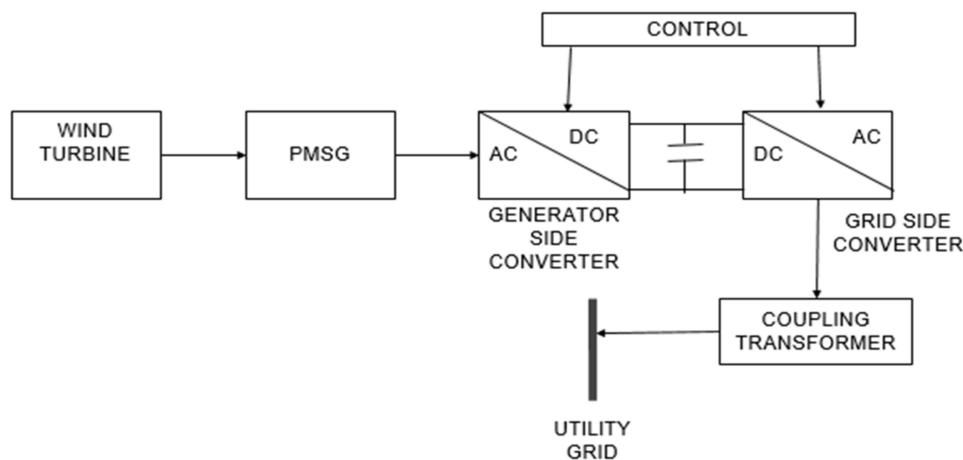 CONTROL
WIND
TURBINE
PMSG
AC
DC
DC
AC
GENERATOR
SIDE
CONVERTER
GRID SIDE
CONVERTER
COUPLING
TRANSFORMER
UTILITY
GRID